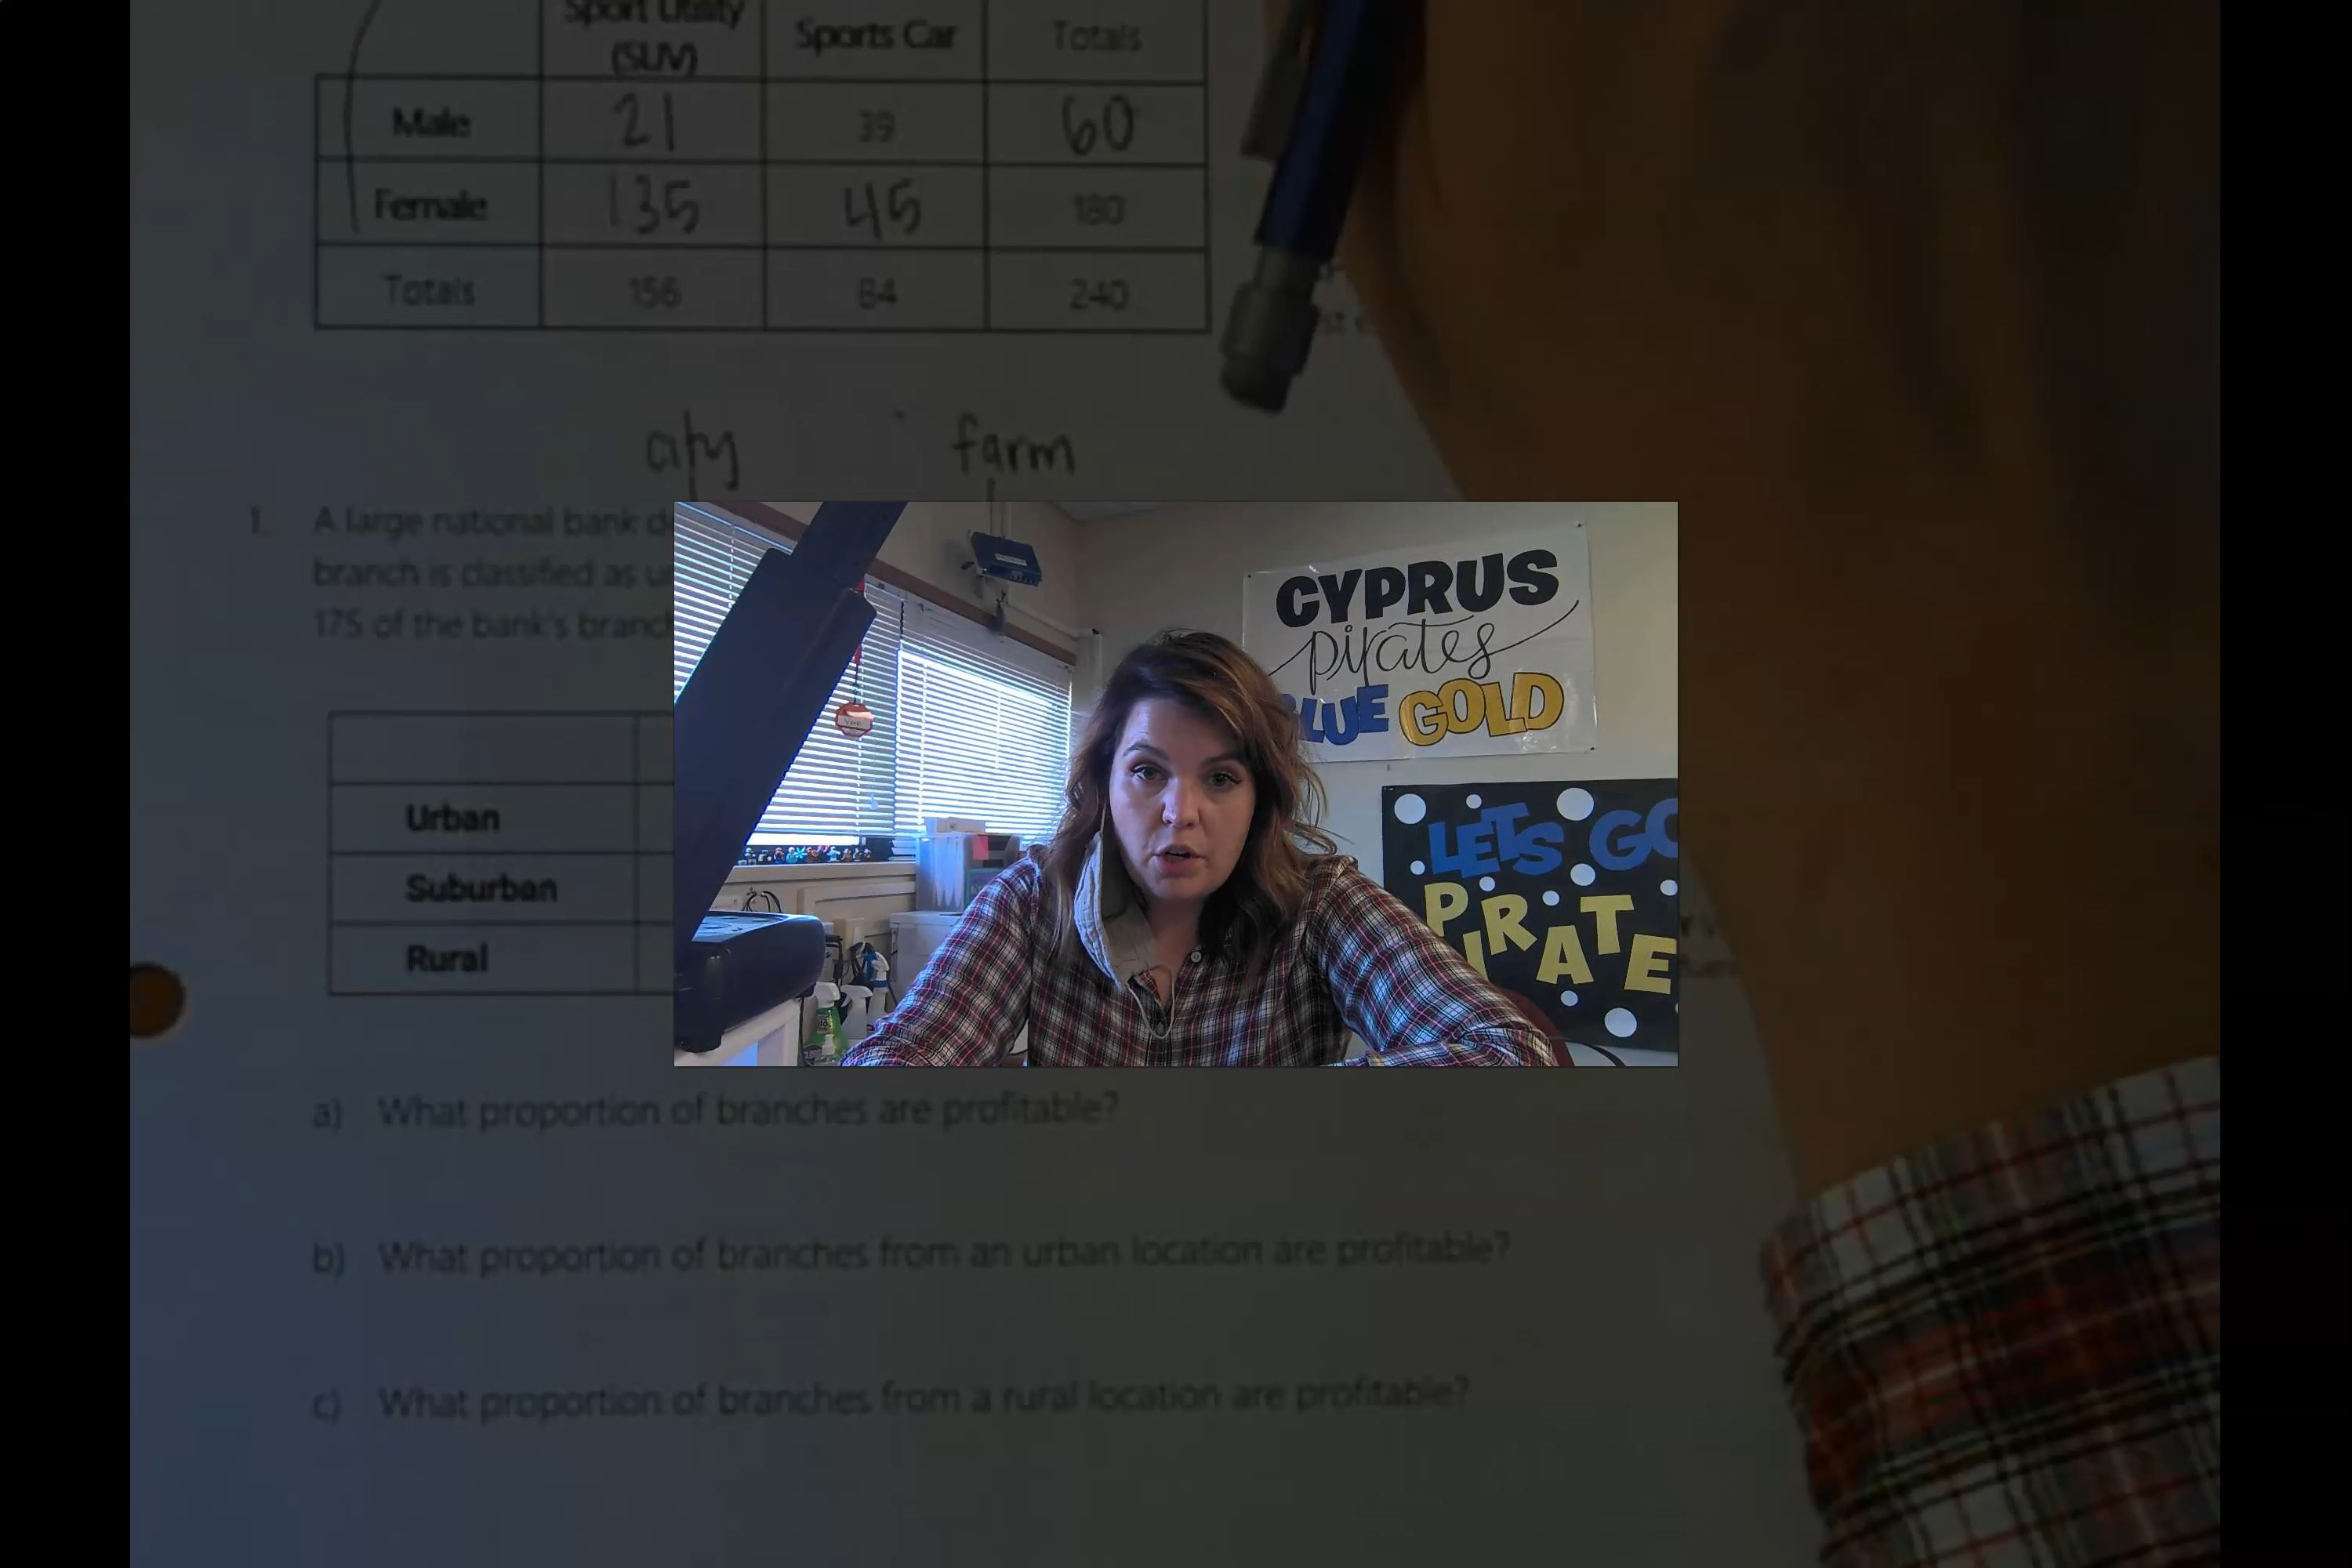 Sport Utility
(SUV)
Sports Car
Totals
Male
21
39
60
Female
135
45
180
Totals
156
84
240
city
farm
1. A large national bank
branch is classified as
175 of the bank's
CYPRUS
pirates
LUE GOLD
LETS GO
PIRATE
Urban
Suburban
Rural
a) What proportion of branches are profitable?
b) What proportion of branches from an urban location are profitable?
c) What proportion of branches from a rural location are profitable?